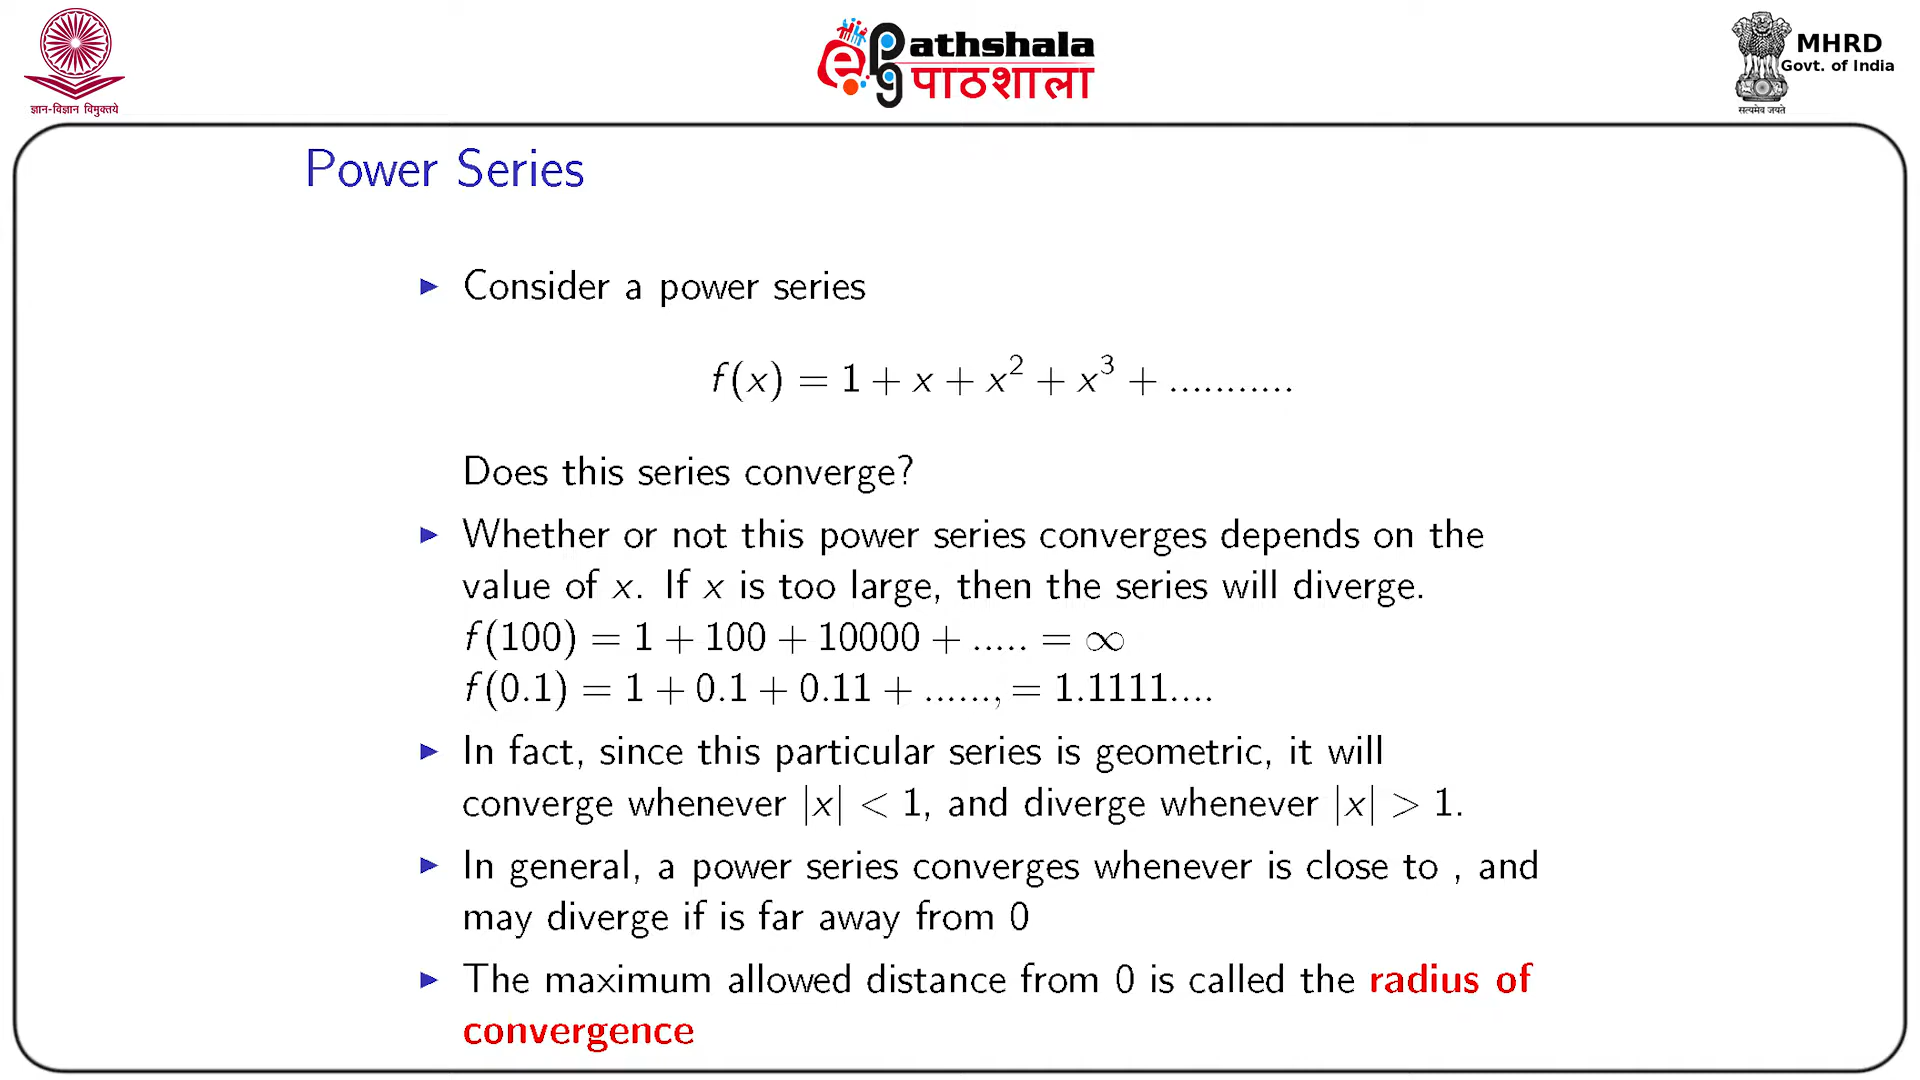 ज्ञान-विज्ञान विमुक्तये
e
pg
Pathshala
पाठशाला
MHRD
Govt. of India
सत्यमेव जयते
Power Series
▶ Consider a power series
f(x) = 1 + x + x² + x³ + ...........
Does this series converge?
▶ Whether or not this power series converges depends on the
value of x. If x is too large, then the series will diverge.
f(100) = 1 + 100 + 10000 + ..... = ∞
f(0.1) = 1 + 0.1 + 0.11 + ......, = 1.1111....
▶ In fact, since this particular series is geometric, it will
converge whenever |x| < 1, and diverge whenever |x| > 1.
▶ In general, a power series converges whenever is close to , and
may diverge if is far away from 0
▶ The maximum allowed distance from 0 is called the radius of
convergence